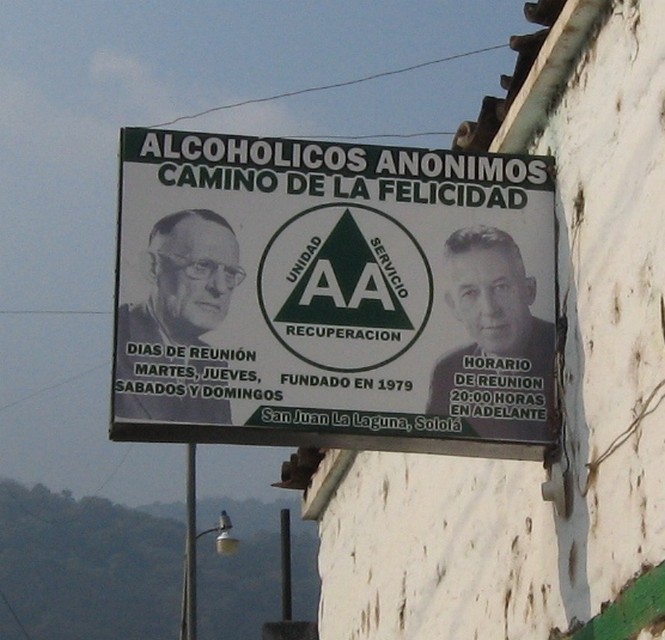 ALCOHOLICOS ANONIMOS
CAMINO DE LA FELICIDAD
UNIDAD
SERVICIO
AA
RECUPERACION
DIAS DE REUNIÓN
MARTES, JUEVES,
SABADOS Y DOMINGOS
FUNDADO EN 1979
HORARIO
DE REUNION
20:00 HORAS
EN ADELANTE
San Juan La Laguna, Sololá